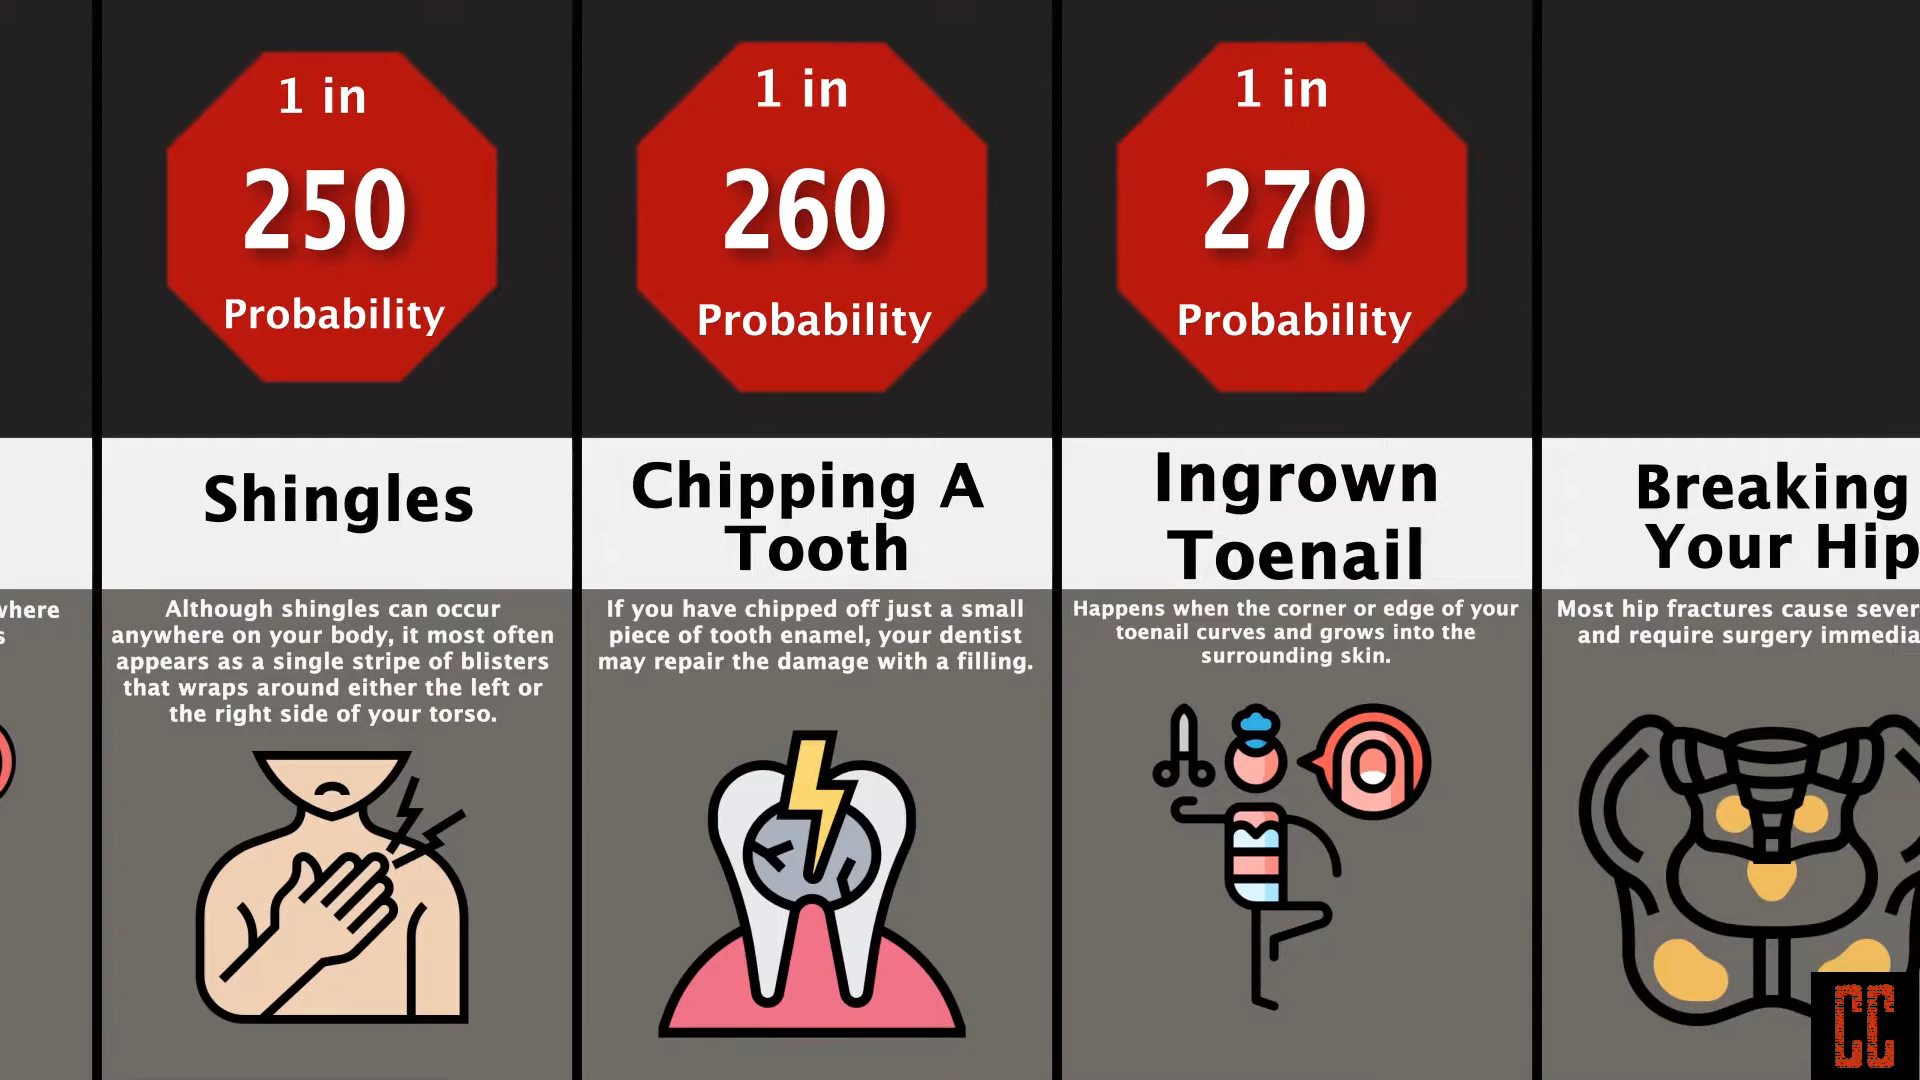 where
s
1 in
250
Probability
Shingles
Although shingles can occur
anywhere on your body, it most often
appears as a single stripe of blisters
that wraps around either the left or
the right side of your torso.
1 in
260
Probability
Chipping A
Tooth
If you have chipped off just a small
piece of tooth enamel, your dentist
may repair the damage with a filling.
1 in
270
Probability
Ingrown
Toenail
Happens when the corner or edge of your
toenail curves and grows into the
surrounding skin.
Breaking
Your Hip
Most hip fractures cause sever
and require surgery immedia
CC